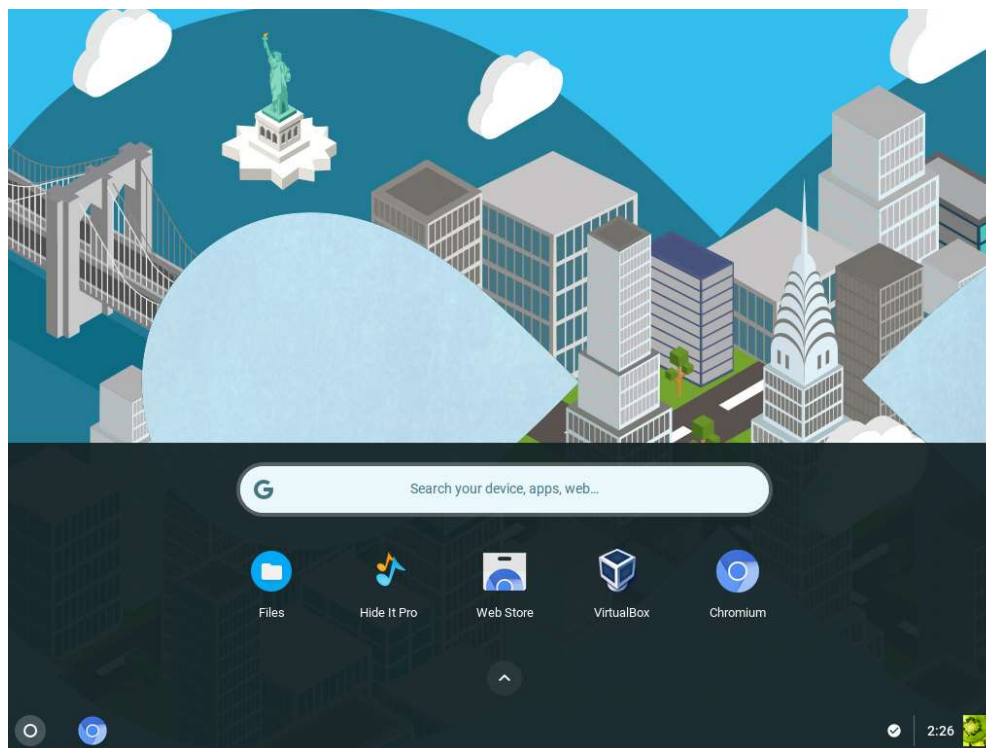 Search your device, apps, web...
Files
Hide It Pro
Web Store
VirtualBox
Chromium
2:26